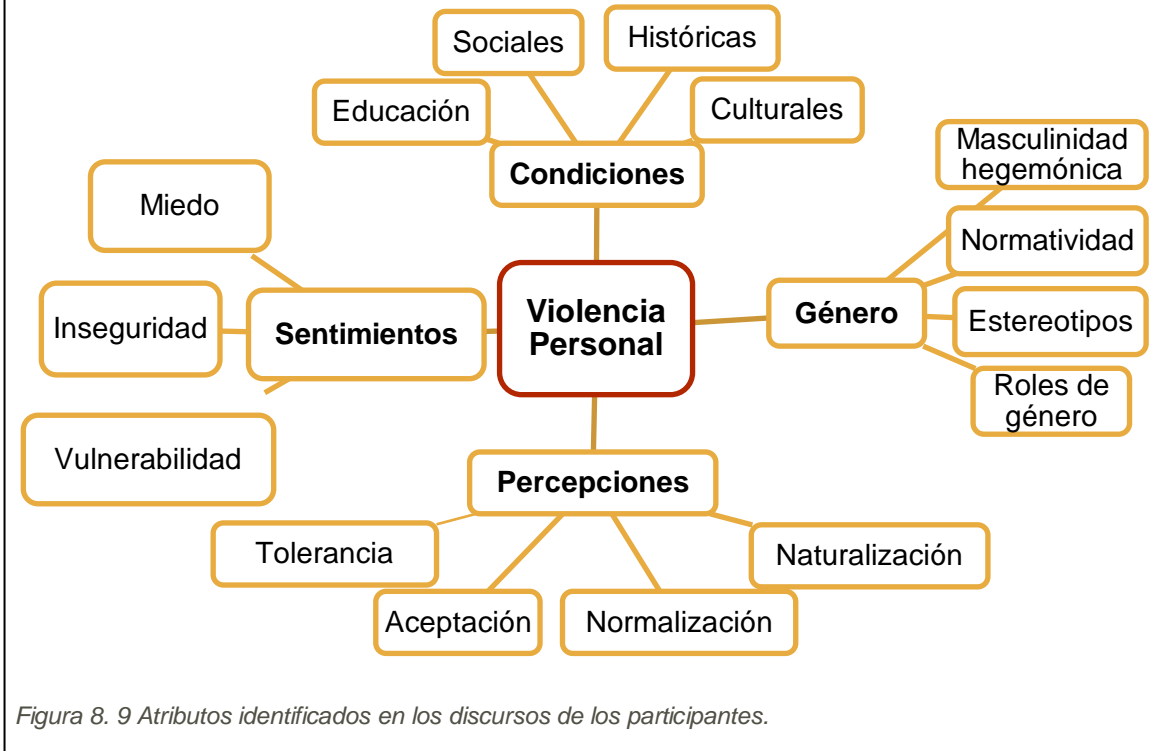 Sociales
Históricas
Educación
Culturales
Condiciones
Masculinidad
hegemónica
Miedo
Normatividad
Violencia
Personal
Género
Inseguridad
Sentimientos
Estereotipos
Roles de
género
Vulnerabilidad
Percepciones
Tolerancia
Naturalización
Aceptación
Normalización
Figura 8. 9 Atributos identificados en los discursos de los participantes.